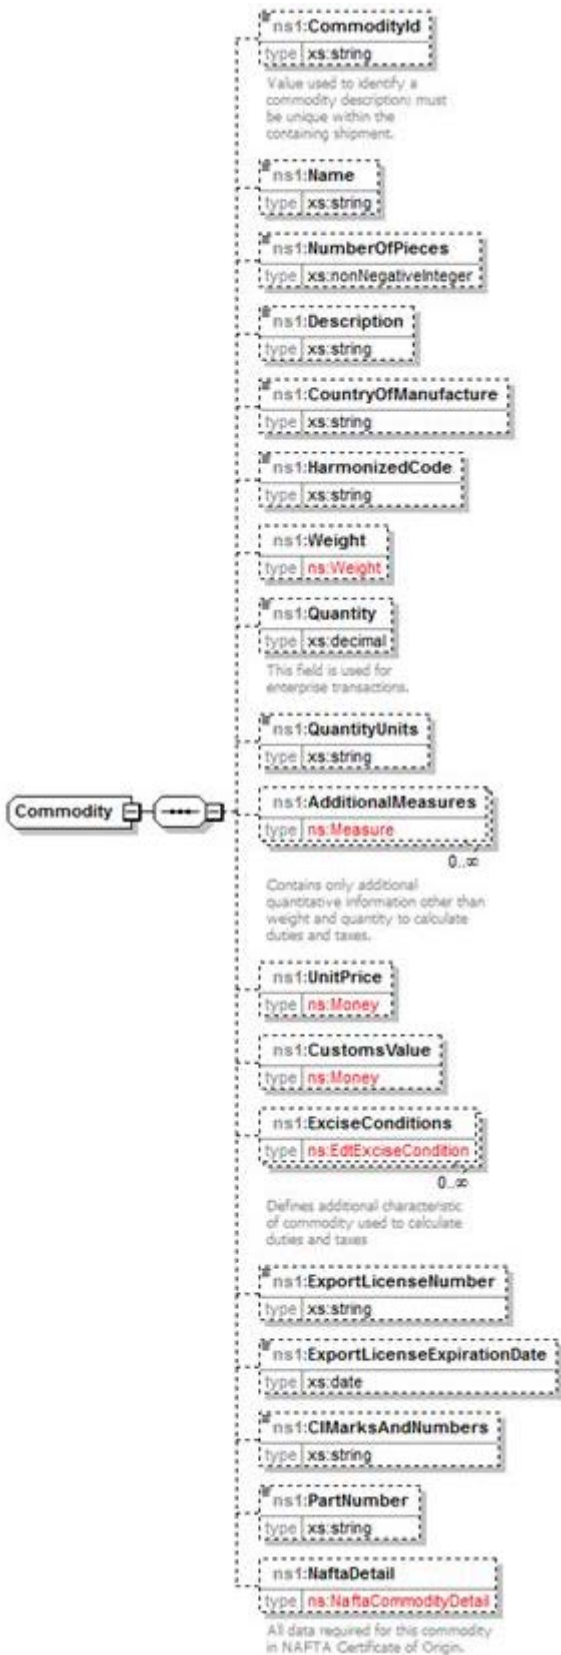 ns1:CommodityId
type xs:string
Value used to identify a
commodity description; must
be unique within the
containing shipment.
ns1:Name
type xs:string
ns1:NumberOfPieces
type xs:nonNegativeInteger
ns1:Description
type xs:string
ns1:CountryOfManufacture
type xs:string
ns1:HarmonizedCode
type xs:string
ns1:Weight
type ns:Weight
ns1:Quantity
type xs:decimal
This field is used for
enterprise transactions.
ns1:QuantityUnits
type xs:string
Commodity
ns1:AdditionalMeasures
type ns:Measure
0..∞
Contains only additional
quantitative information other than
weight and quantity to calculate
duties and taxes.
ns1:UnitPrice
type ns:Money
ns1:CustomsValue
type ns:Money
ns1:ExciseConditions
type ns:EdtExciseCondition
0..∞
Defines additional characteristic
of commodity used to calculate
duties and taxes
ns1:ExportLicenseNumber
type xs:string
ns1:ExportLicenseExpirationDate
type xs:date
ns1:CIMarksAndNumbers
type xs:string
ns1:PartNumber
type xs:string
ns1:NaftaDetail
type ns:NaftaCommodityDetail
All data required for this commodity
in NAFTA Certificate of Origin.